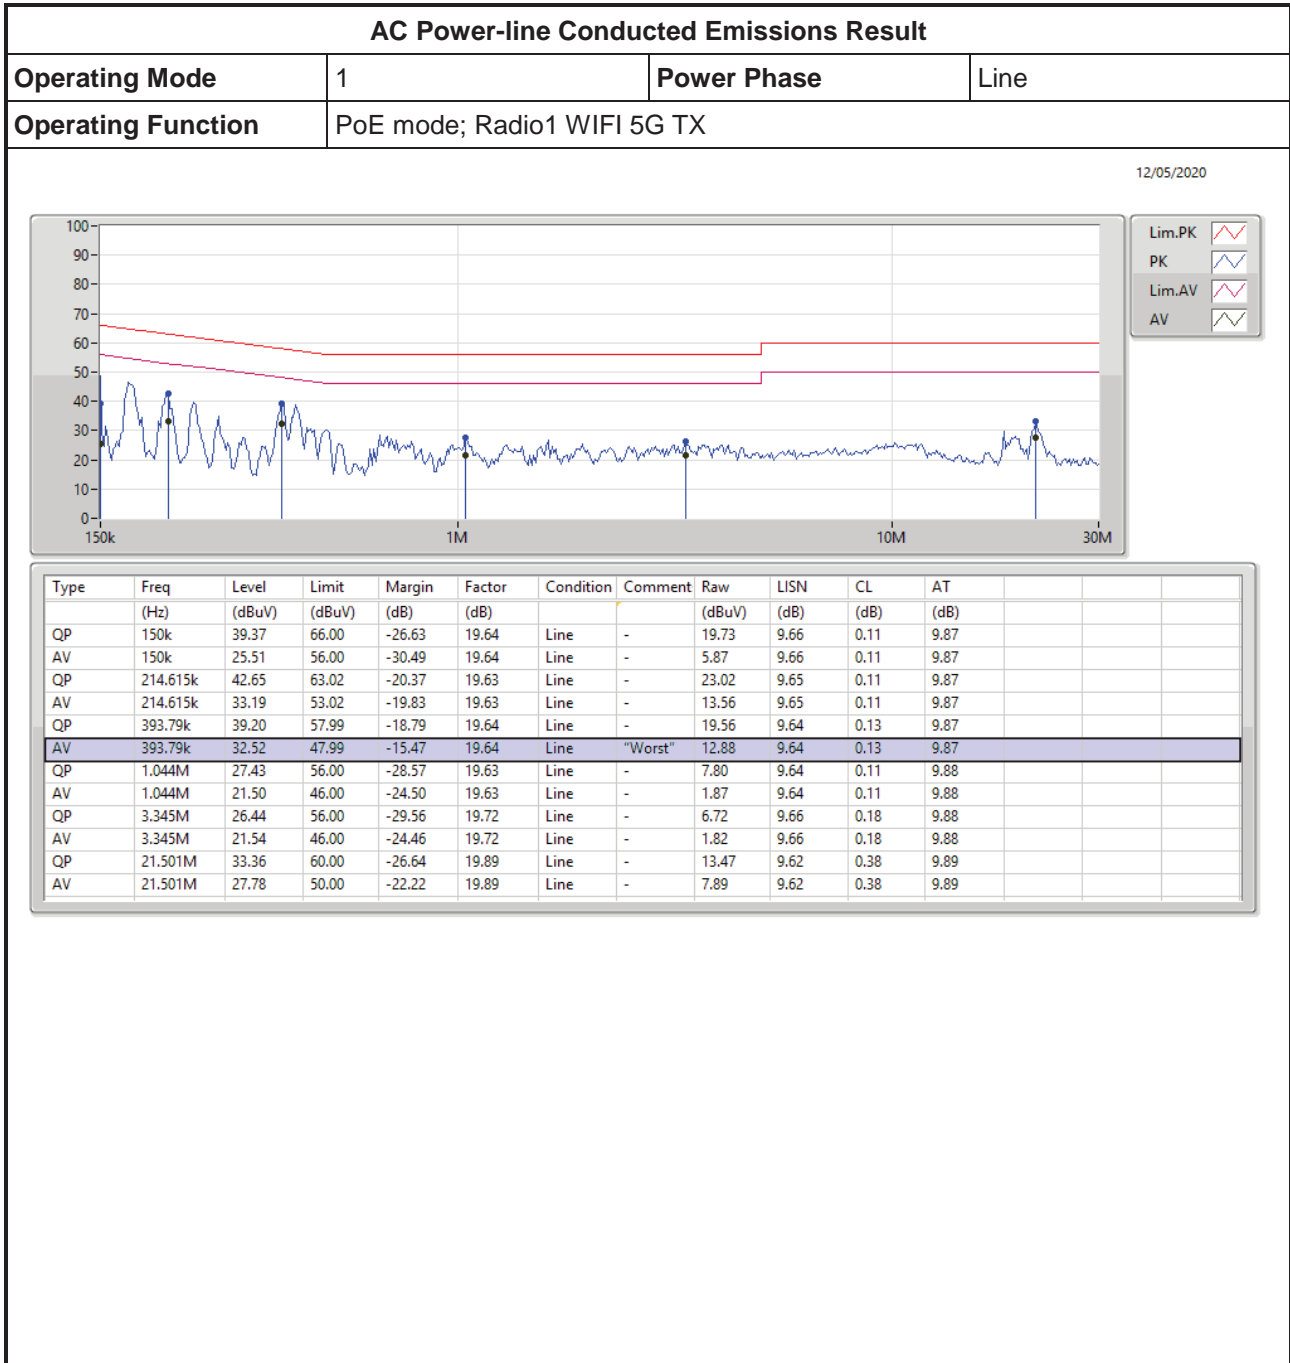 AC Power-line Conducted Emissions Result
Operating Mode 1 Power Phase Line
Operating Function PoE mode; Radio1 WIFI 5G TX
12/05/2020
100
90
80
70
60
50
40
30
20
10
0
150k 1M 10M 30M
Lim.PK
PK
Lim.AV
AV
Type Freq Level Limit Margin Factor Condition Comment Raw LISN CL AT
(Hz) (dBuV) (dBuV) (dB) (dB) (dBuV) (dB) (dB) (dB)
QP 150k 39.37 66.00 -26.63 19.64 Line - 19.73 9.66 0.11 9.87
AV 150k 25.51 56.00 -30.49 19.64 Line - 5.87 9.66 0.11 9.87
QP 214.615k 42.65 63.02 -20.37 19.63 Line - 23.02 9.65 0.11 9.87
AV 214.615k 33.19 53.02 -19.83 19.63 Line - 13.56 9.65 0.11 9.87
QP 393.79k 39.20 57.99 -18.79 19.64 Line - 19.56 9.64 0.13 9.87
AV 393.79k 32.52 47.99 -15.47 19.64 Line "Worst" 12.88 9.64 0.13 9.87
QP 1.044M 27.43 56.00 -28.57 19.63 Line - 7.80 9.64 0.11 9.88
AV 1.044M 21.50 46.00 -24.50 19.63 Line - 1.87 9.64 0.11 9.88
QP 3.345M 26.44 56.00 -29.56 19.72 Line - 6.72 9.66 0.18 9.88
AV 3.345M 21.54 46.00 -24.46 19.72 Line - 1.82 9.66 0.18 9.88
QP 21.501M 33.36 60.00 -26.64 19.89 Line - 13.47 9.62 0.38 9.89
AV 21.501M 27.78 50.00 -22.22 19.89 Line - 7.89 9.62 0.38 9.89